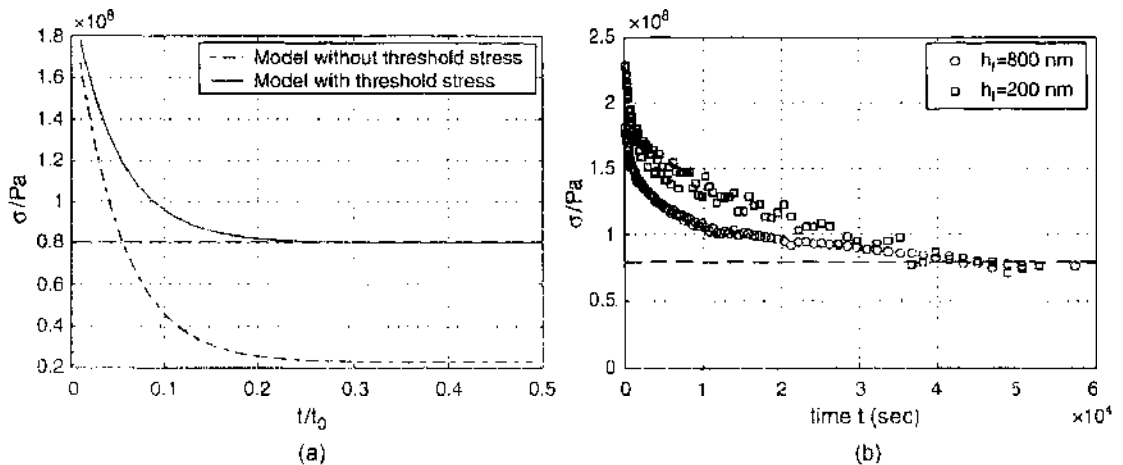 ×10⁸
1.8
1.6
1.4
1.2
1
0.8
0.6
0.4
0.2
σ/Pa
Model without threshold stress
Model with threshold stress
0 0.1 0.2 0.3 0.4 0.5
t/t₀
(a)
×10⁸
2.5
2
1.5
1
0.5
0
σ/Pa
h_f=800 nm
h_f=200 nm
0 1 2 3 4 5 6
×10⁴
time t (sec)
(b)